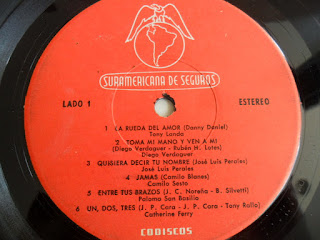 SURAMERICANA DE SEGUROS
LADO 1 ESTEREO
1 LA RUEDA DEL AMOR (Danny Daniel)
Tony Landa
2 TOMA MI MANO Y VEN A MI
(Diego Verdaguer - Rubén H. Lotes)
Diego Verdaguer
3 QUISIERA DECIR TU NOMBRE (José Luis Perales)
José Luis Perales
4 JAMAS (Camilo Blanes)
Camilo Sesto
5 ENTRE TUS BRAZOS (J. C. Noroña - B. Silvetti)
Paloma San Basilio
6 UN, DOS, TRES (J. P. Cara - J. P. Cara - Tony Rallo)
Catherine Ferry
CODISCOS